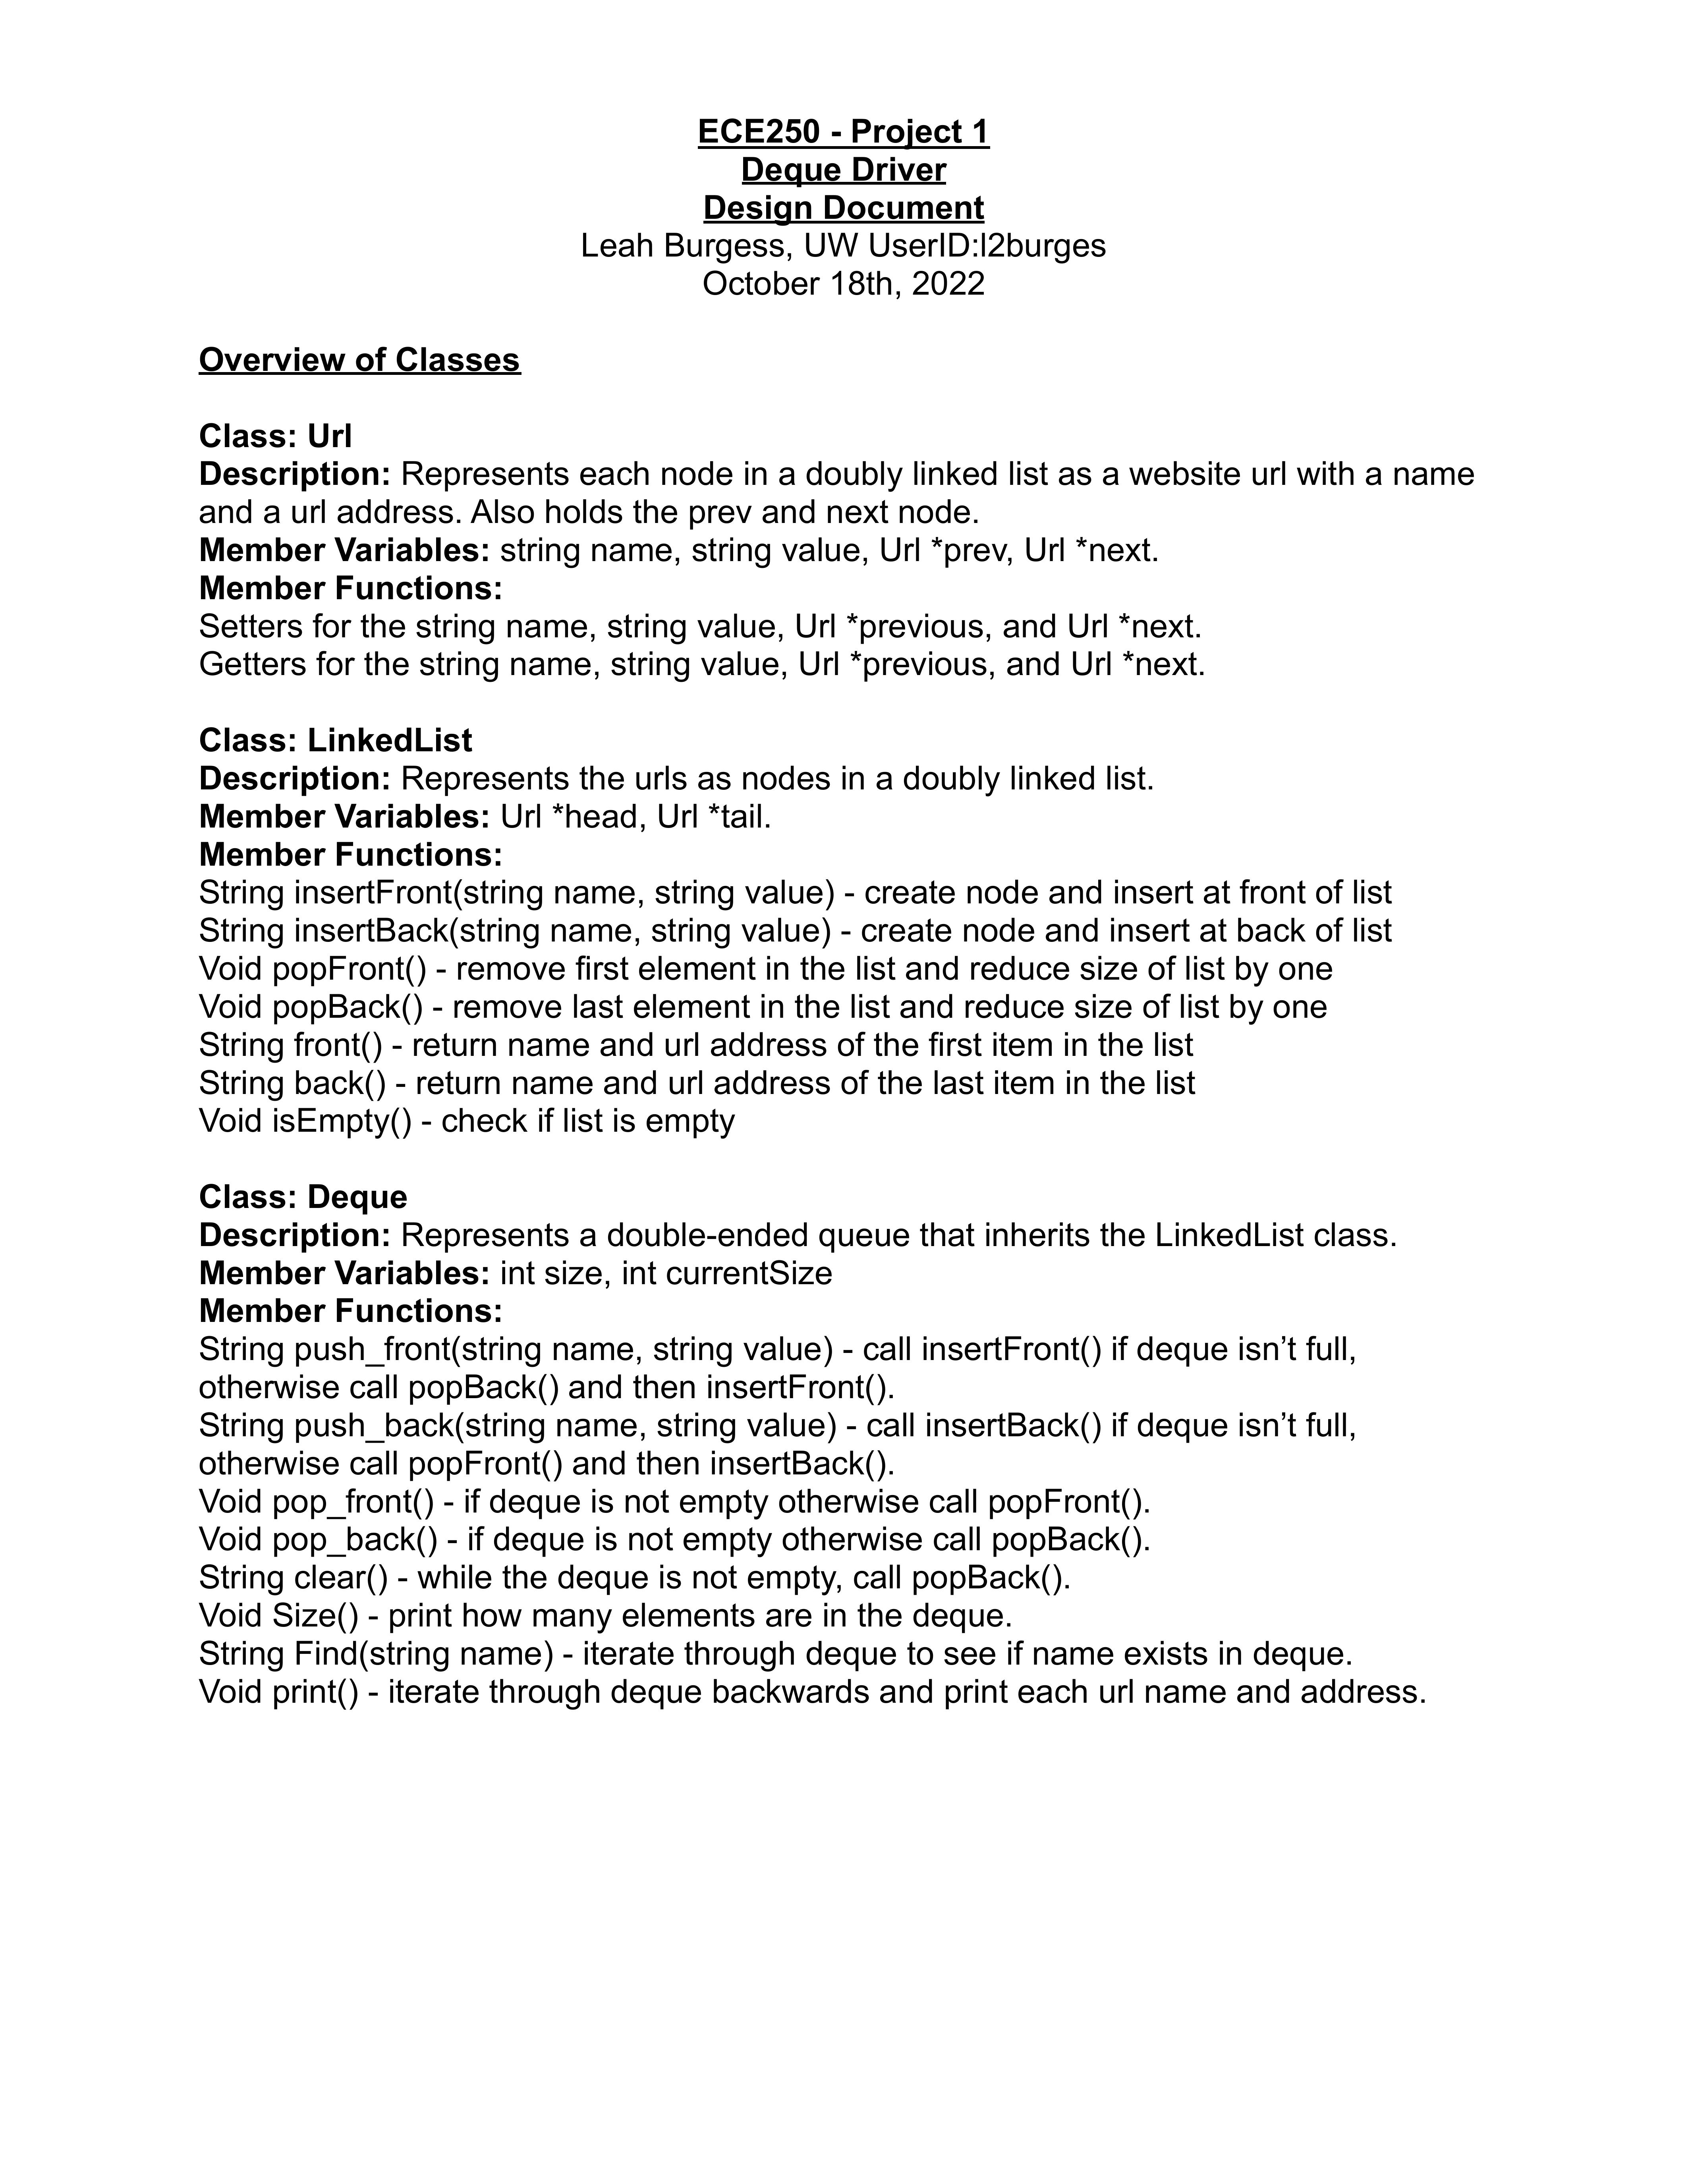 ECE250 - Project 1
Deque Driver
Design Document
Leah Burgess, UW UserID:l2burges
October 18th, 2022
Overview of Classes
Class: Url
Description: Represents each node in a doubly linked list as a website url with a name
and a url address. Also holds the prev and next node.
Member Variables: string name, string value, Url *prev, Url *next.
Member Functions:
Setters for the string name, string value, Url *previous, and Url *next.
Getters for the string name, string value, Url *previous, and Url *next.
Class: LinkedList
Description: Represents the urls as nodes in a doubly linked list.
Member Variables: Url *head, Url *tail.
Member Functions:
String insertFront(string name, string value) - create node and insert at front of list
String insertBack(string name, string value) - create node and insert at back of list
Void popFront() - remove first element in the list and reduce size of list by one
Void popBack() - remove last element in the list and reduce size of list by one
String front() - return name and url address of the first item in the list
String back() - return name and url address of the last item in the list
Void isEmpty() - check if list is empty
Class: Deque
Description: Represents a double-ended queue that inherits the LinkedList class.
Member Variables: int size, int currentSize
Member Functions:
String push_front(string name, string value) - call insertFront() if deque isn’t full,
otherwise call popBack() and then insertFront().
String push_back(string name, string value) - call insertBack() if deque isn’t full,
otherwise call popFront() and then insertBack().
Void pop_front() - if deque is not empty otherwise call popFront().
Void pop_back() - if deque is not empty otherwise call popBack().
String clear() - while the deque is not empty, call popBack().
Void Size() - print how many elements are in the deque.
String Find(string name) - iterate through deque to see if name exists in deque.
Void print() - iterate through deque backwards and print each url name and address.